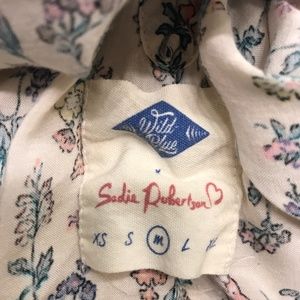 Wild
Blue
Sadie Robertson
XS S M L XL